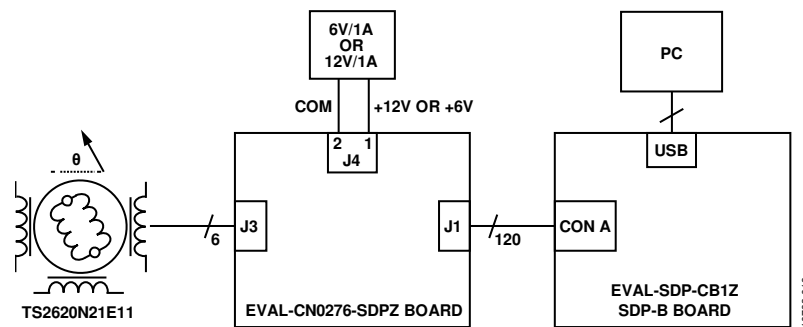 6V/1A
OR
12V/1A
PC
COM
+12V OR +6V
2 1
J4
USB
θ
J3
6
J1
120
CON A
TS2620N21E11
EVAL-CN0276-SDPZ BOARD
EVAL-SDP-CB1Z
SDP-B BOARD